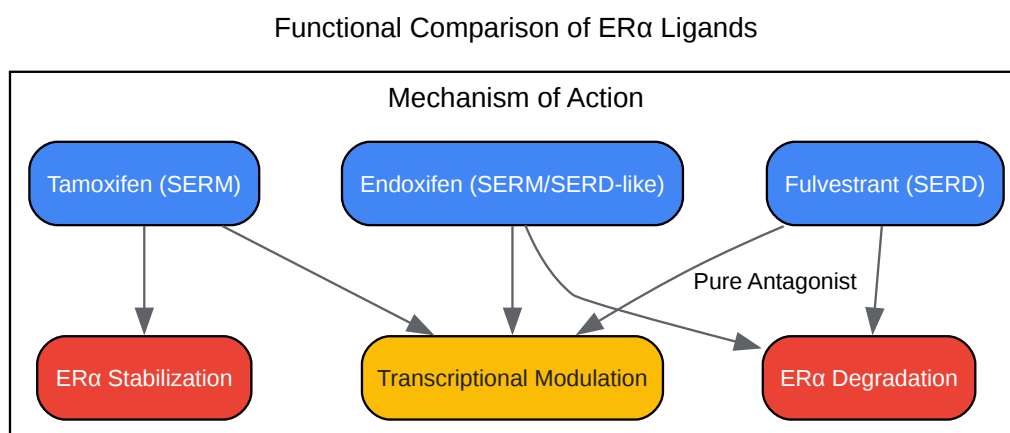 Functional Comparison of ERα Ligands
Mechanism of Action
Tamoxifen (SERM)
Endoxifen (SERM/SERD-like)
Fulvestrant (SERD)
Pure Antagonist
ERα Stabilization
Transcriptional Modulation
ERα Degradation